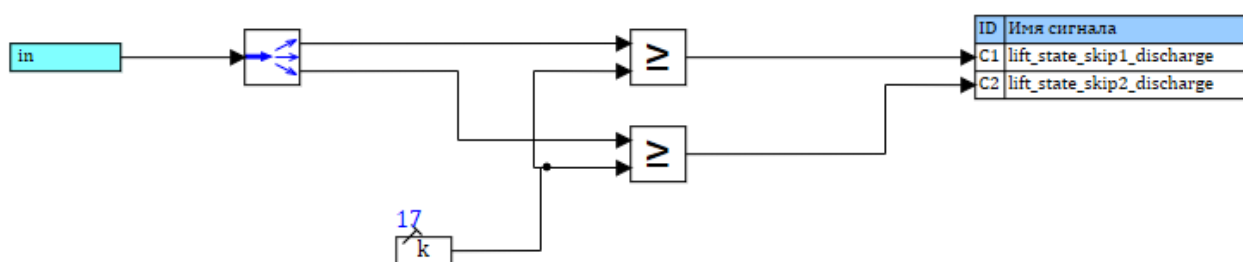 in
≥
≥
17
k
ID Имя сигнала
C1 lift_state_skip1_discharge
C2 lift_state_skip2_discharge